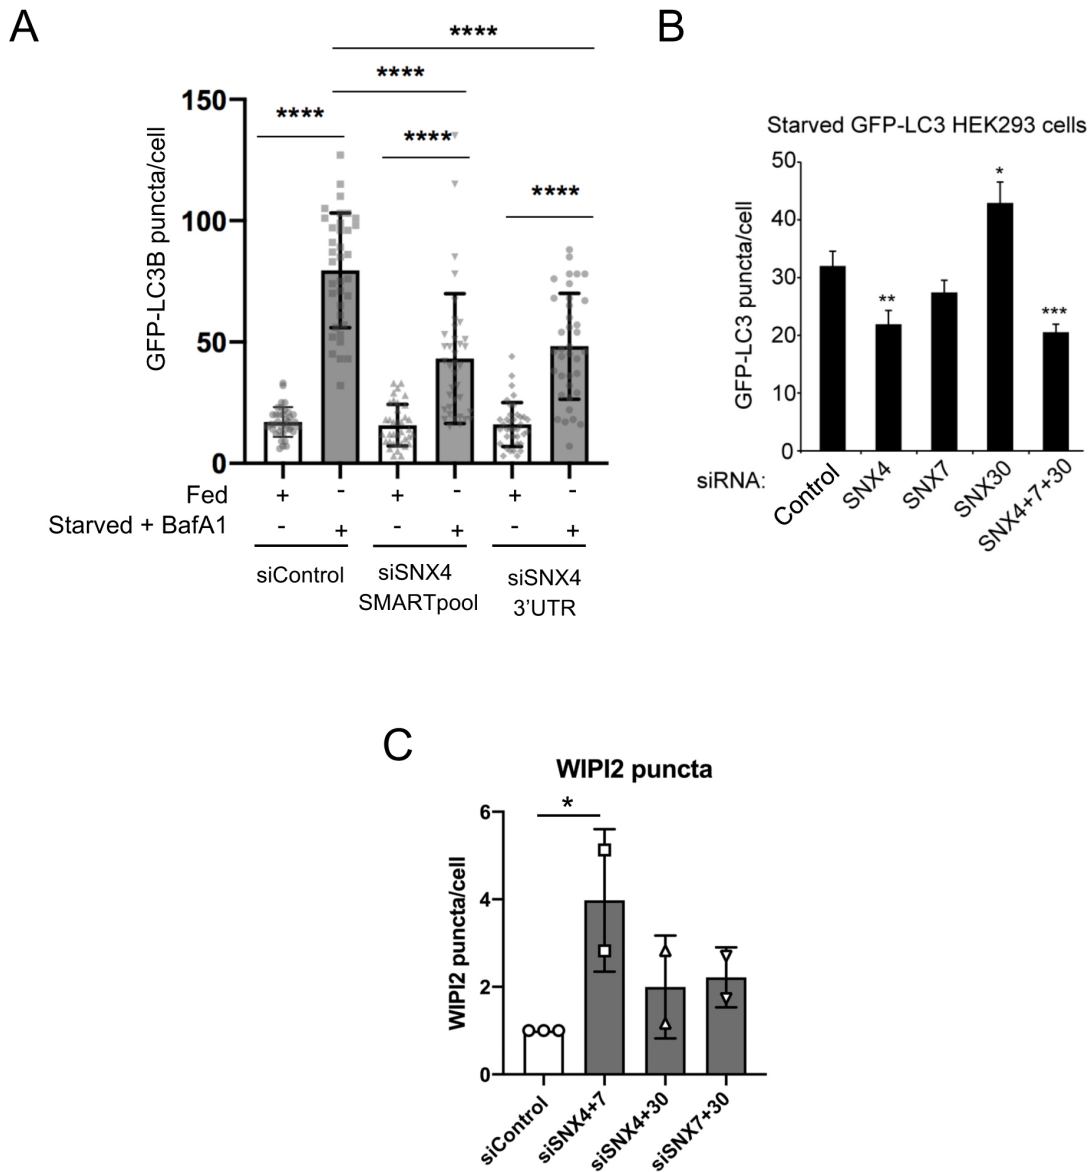 A
****
****
****
****
****
150
100
50
0
GFP-LC3B puncta/cell
Fed + - + - + -
Starved + BafA1 - + - + - +
siControl
siSNX4
SMARTpool
siSNX4
3’UTR
B
Starved GFP-LC3 HEK293 cells
50
40
30
20
10
0
GFP-LC3 puncta/cell
**
*
***
siRNA:
Control
SNX4
SNX7
SNX30
SNX4+7+30
C
WIPI2 puncta
*
6
4
2
0
WIPI2 puncta/cell
siControl
siSNX4+7
siSNX4+30
siSNX7+30